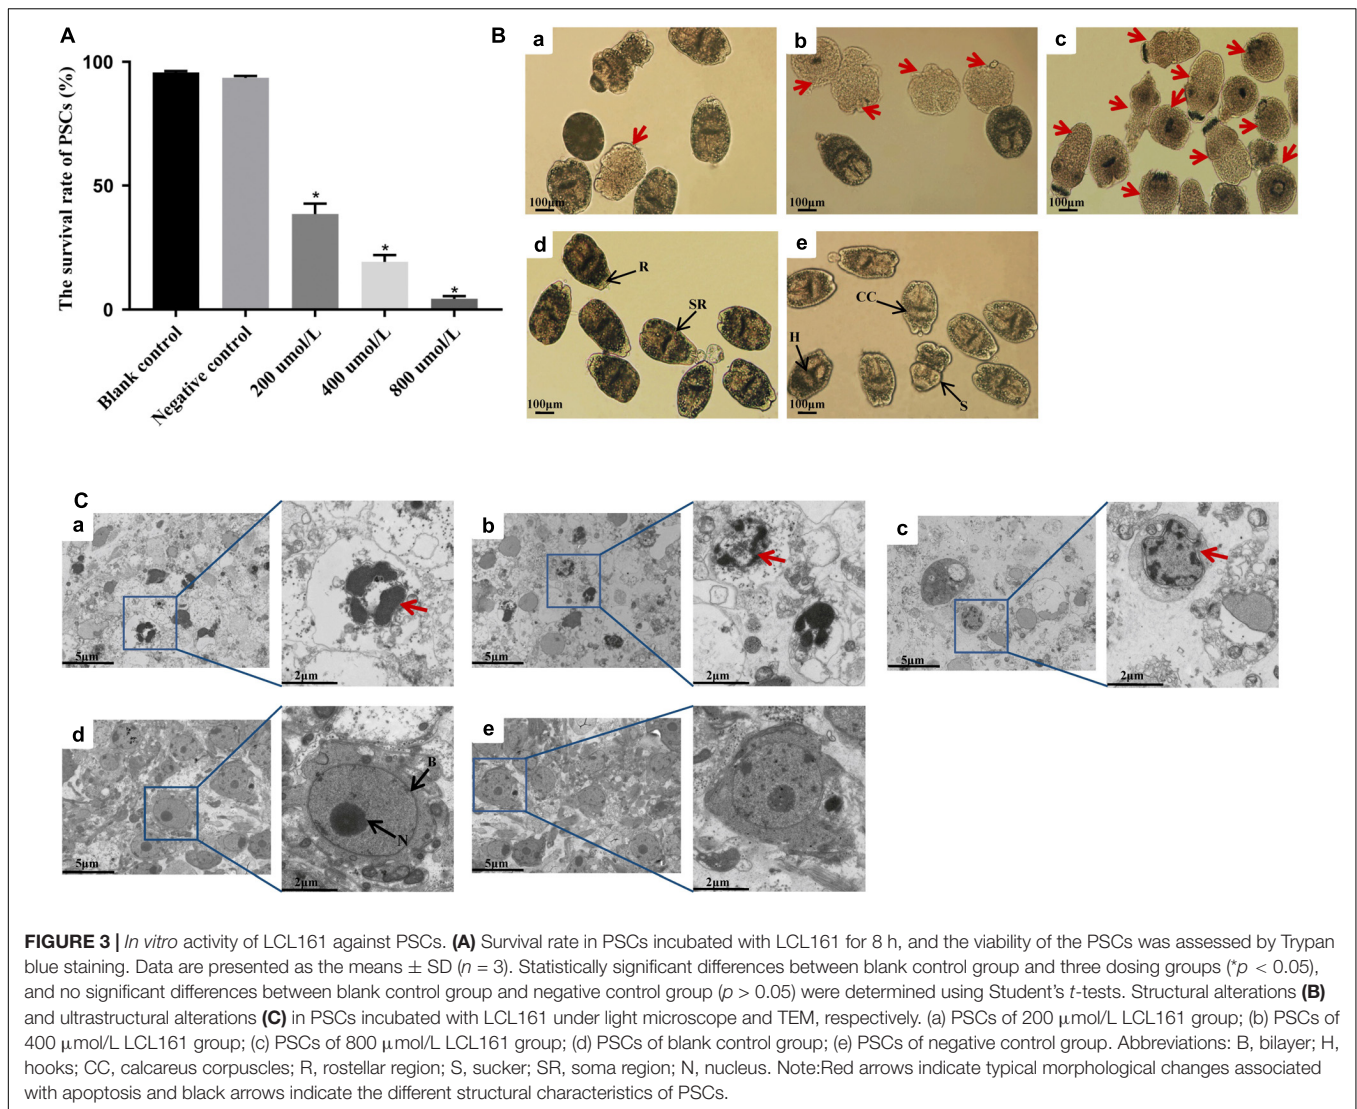 A
The survival rate of PSCs (%)
100
50
0
*
*
*
Blank control
Negative control
200 umol/L
400 umol/L
800 umol/L
B
a
100μm
b
100μm
c
100μm
d
R
SR
100μm
e
CC
H
S
100μm
C
a
5μm
2μm
b
5μm
2μm
c
5μm
2μm
d
B
N
5μm
2μm
e
5μm
2μm
FIGURE 3 | In vitro activity of LCL161 against PSCs. (A) Survival rate in PSCs incubated with LCL161 for 8 h, and the viability of the PSCs was assessed by Trypan
blue staining. Data are presented as the means ± SD (n = 3). Statistically significant differences between blank control group and three dosing groups (*p < 0.05),
and no significant differences between blank control group and negative control group (p > 0.05) were determined using Student's t-tests. Structural alterations (B)
and ultrastructural alterations (C) in PSCs incubated with LCL161 under light microscope and TEM, respectively. (a) PSCs of 200 μmol/L LCL161 group; (b) PSCs of
400 μmol/L LCL161 group; (c) PSCs of 800 μmol/L LCL161 group; (d) PSCs of blank control group; (e) PSCs of negative control group. Abbreviations: B, bilayer; H,
hooks; CC, calcareus corpuscles; R, rostellar region; S, sucker; SR, soma region; N, nucleus. Note:Red arrows indicate typical morphological changes associated
with apoptosis and black arrows indicate the different structural characteristics of PSCs.